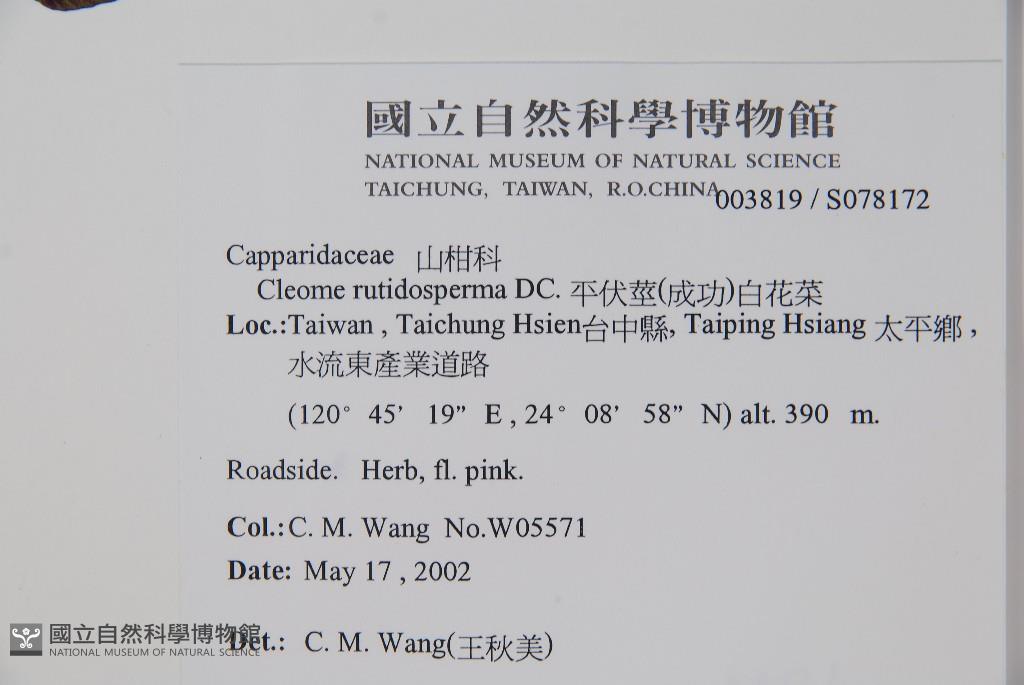 國立自然科學博物館
NATIONAL MUSEUM OF NATURAL SCIENCE
TAICHUNG, TAIWAN, R.O.CHINA
003819 / S078172
Capparidaceae 山柑科
Cleome rutidosperma DC. 平伏莖(成功)白花菜
Loc.:Taiwan , Taichung Hsien台中縣, Taiping Hsiang 太平鄉 ,
水流東產業道路
(120° 45’ 19” E , 24° 08’ 58” N) alt. 390 m.
Roadside. Herb, fl. pink.
Col.: C. M. Wang No.W05571
Date: May 17 , 2002
Det.: C. M. Wang(王秋美)
國立自然科學博物館
NATIONAL MUSEUM OF NATURAL SCIENCE